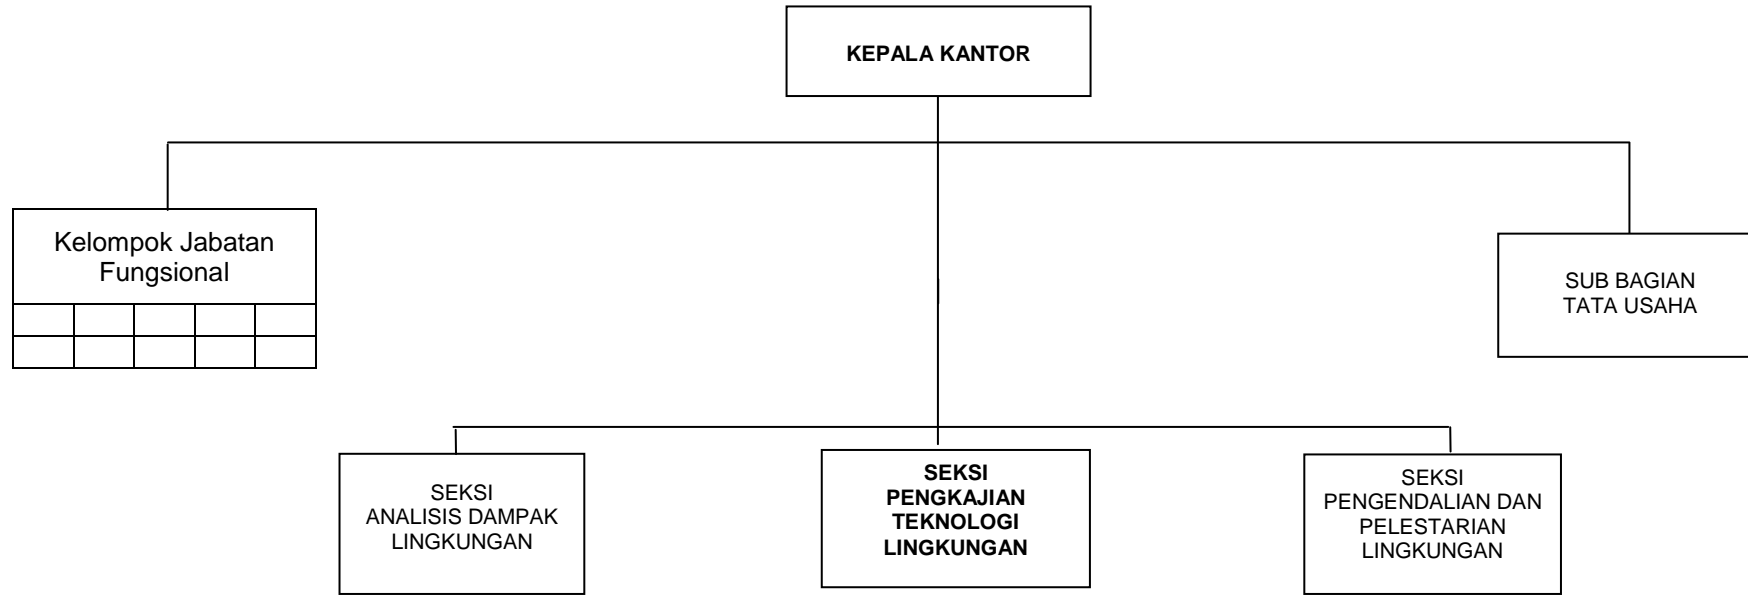 KEPALA KANTOR
Kelompok Jabatan
Fungsional
SUB BAGIAN
TATA USAHA
SEKSI
ANALISIS DAMPAK
LINGKUNGAN
SEKSI
PENGKAJIAN
TEKNOLOGI
LINGKUNGAN
SEKSI
PENGENDALIAN DAN
PELESTARIAN
LINGKUNGAN